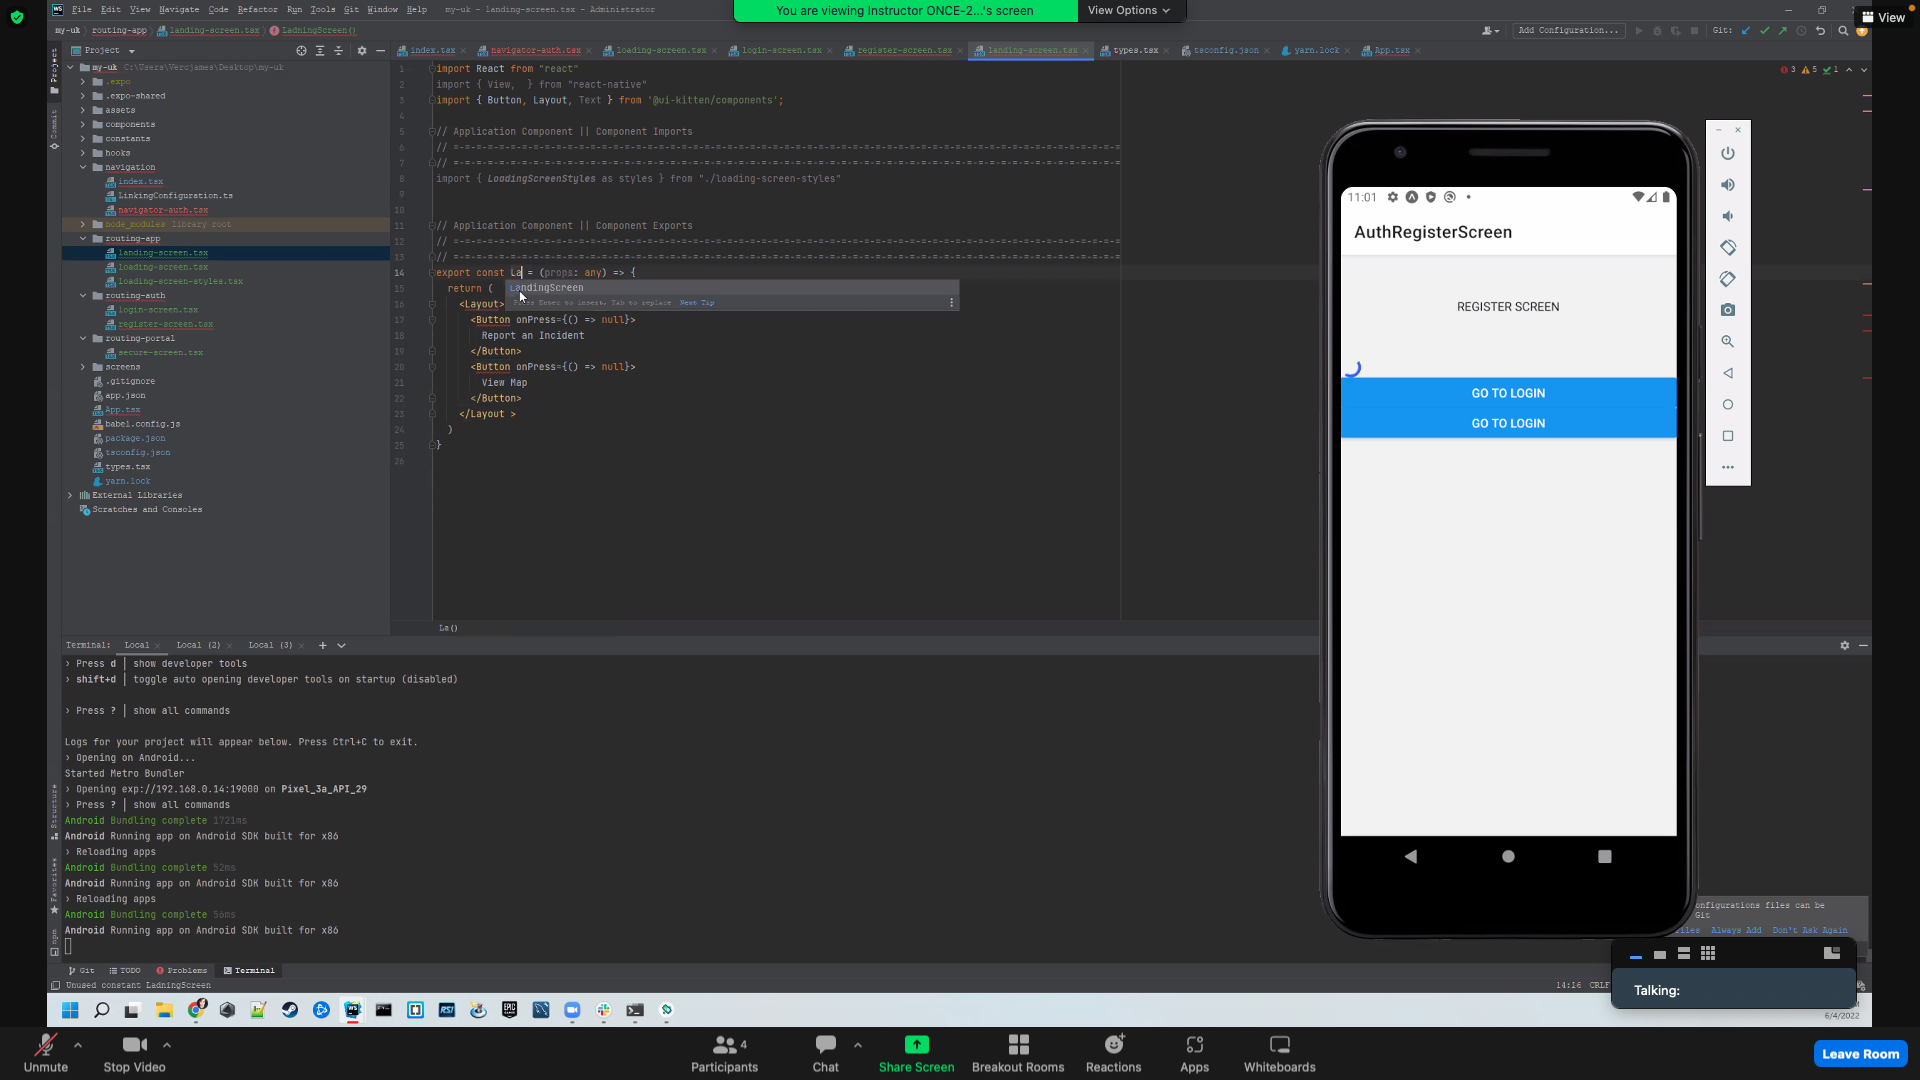 You are viewing Instructor ONCE-2...'s screen
View Options
View
File Edit View Navigate Code Refactor Run Tools Git Window Help my-uk - landing-screen.tsx - Administrator
my-uk routing-app landing-screen.tsx LadningScreen()
Add Configuration... Git:
Project
index.tsx navigator-auth.tsx loading-screen.tsx login-screen.tsx register-screen.tsx landing-screen.tsx types.tsx tsconfig.json yarn.lock App.tsx
my-uk C:\Users\Vercjames\Desktop\my-uk
.expo
.expo-shared
assets
components
constants
hooks
navigation
index.tsx
LinkingConfiguration.ts
navigator-auth.tsx
node_modules library root
routing-app
landing-screen.tsx
loading-screen.tsx
loading-screen-styles.tsx
routing-auth
login-screen.tsx
register-screen.tsx
routing-portal
secure-screen.tsx
screens
.gitignore
app.json
App.tsx
babel.config.js
package.json
tsconfig.json
types.tsx
yarn.lock
External Libraries
Scratches and Consoles
Project
Commit
Structure
Favorites
npm
3 5 1
1 import React from "react"
2 import { View, } from "react-native"
3 import { Button, Layout, Text } from '@ui-kitten/components';
4
5 // Application Component || Component Imports
6 // =-=-=-=-=-=-=-=-=-=-=-=-=-=-=-=-=-=-=-=-=-=-=-=-=-=-=-=-=-=-=-=-=-=-=-=-=-=-=-=-=-=-=-=-=-=-=-=-=-=-=-=-=-=-=-=-=-=-=
7 // =-=-=-=-=-=-=-=-=-=-=-=-=-=-=-=-=-=-=-=-=-=-=-=-=-=-=-=-=-=-=-=-=-=-=-=-=-=-=-=-=-=-=-=-=-=-=-=-=-=-=-=-=-=-=-=-=-=-=
8 import { LoadingScreenStyles as styles } from "./loading-screen-styles"
9
10
11 // Application Component || Component Exports
12 // =-=-=-=-=-=-=-=-=-=-=-=-=-=-=-=-=-=-=-=-=-=-=-=-=-=-=-=-=-=-=-=-=-=-=-=-=-=-=-=-=-=-=-=-=-=-=-=-=-=-=-=-=-=-=-=-=-=-=
13 // =-=-=-=-=-=-=-=-=-=-=-=-=-=-=-=-=-=-=-=-=-=-=-=-=-=-=-=-=-=-=-=-=-=-=-=-=-=-=-=-=-=-=-=-=-=-=-=-=-=-=-=-=-=-=-=-=-=-=
14 export const La = (props: any) => {
15 return (
LandingScreen
16 <Layout>
Press Enter to insert, Tab to replace Next Tip
17 <Button onPress={() => null}>
18 Report an Incident
19 </Button>
20 <Button onPress={() => null}>
21 View Map
22 </Button>
23 </Layout >
24 )
25 }
26
La()
Terminal: Local Local (2) Local (3)
› Press d │ show developer tools
› shift+d │ toggle auto opening developer tools on startup (disabled)
› Press ? │ show all commands
Logs for your project will appear below. Press Ctrl+C to exit.
› Opening on Android...
Started Metro Bundler
› Opening exp://192.168.0.14:19000 on Pixel_3a_API_29
› Press ? │ show all commands
Android Bundling complete 1721ms
Android Running app on Android SDK built for x86
› Reloading apps
Android Bundling complete 52ms
Android Running app on Android SDK built for x86
› Reloading apps
Android Bundling complete 56ms
Android Running app on Android SDK built for x86
Git TODO Problems Terminal
Unused constant LadningScreen
14:16 CRLF
11:01
AuthRegisterScreen
REGISTER SCREEN
GO TO LOGIN
GO TO LOGIN
onfigurations files can be
Git
Always Add Don't Ask Again
Talking:
6/4/2022
Unmute
Stop Video
Participants 4
Chat
Share Screen
Breakout Rooms
Reactions
Apps
Whiteboards
Leave Room